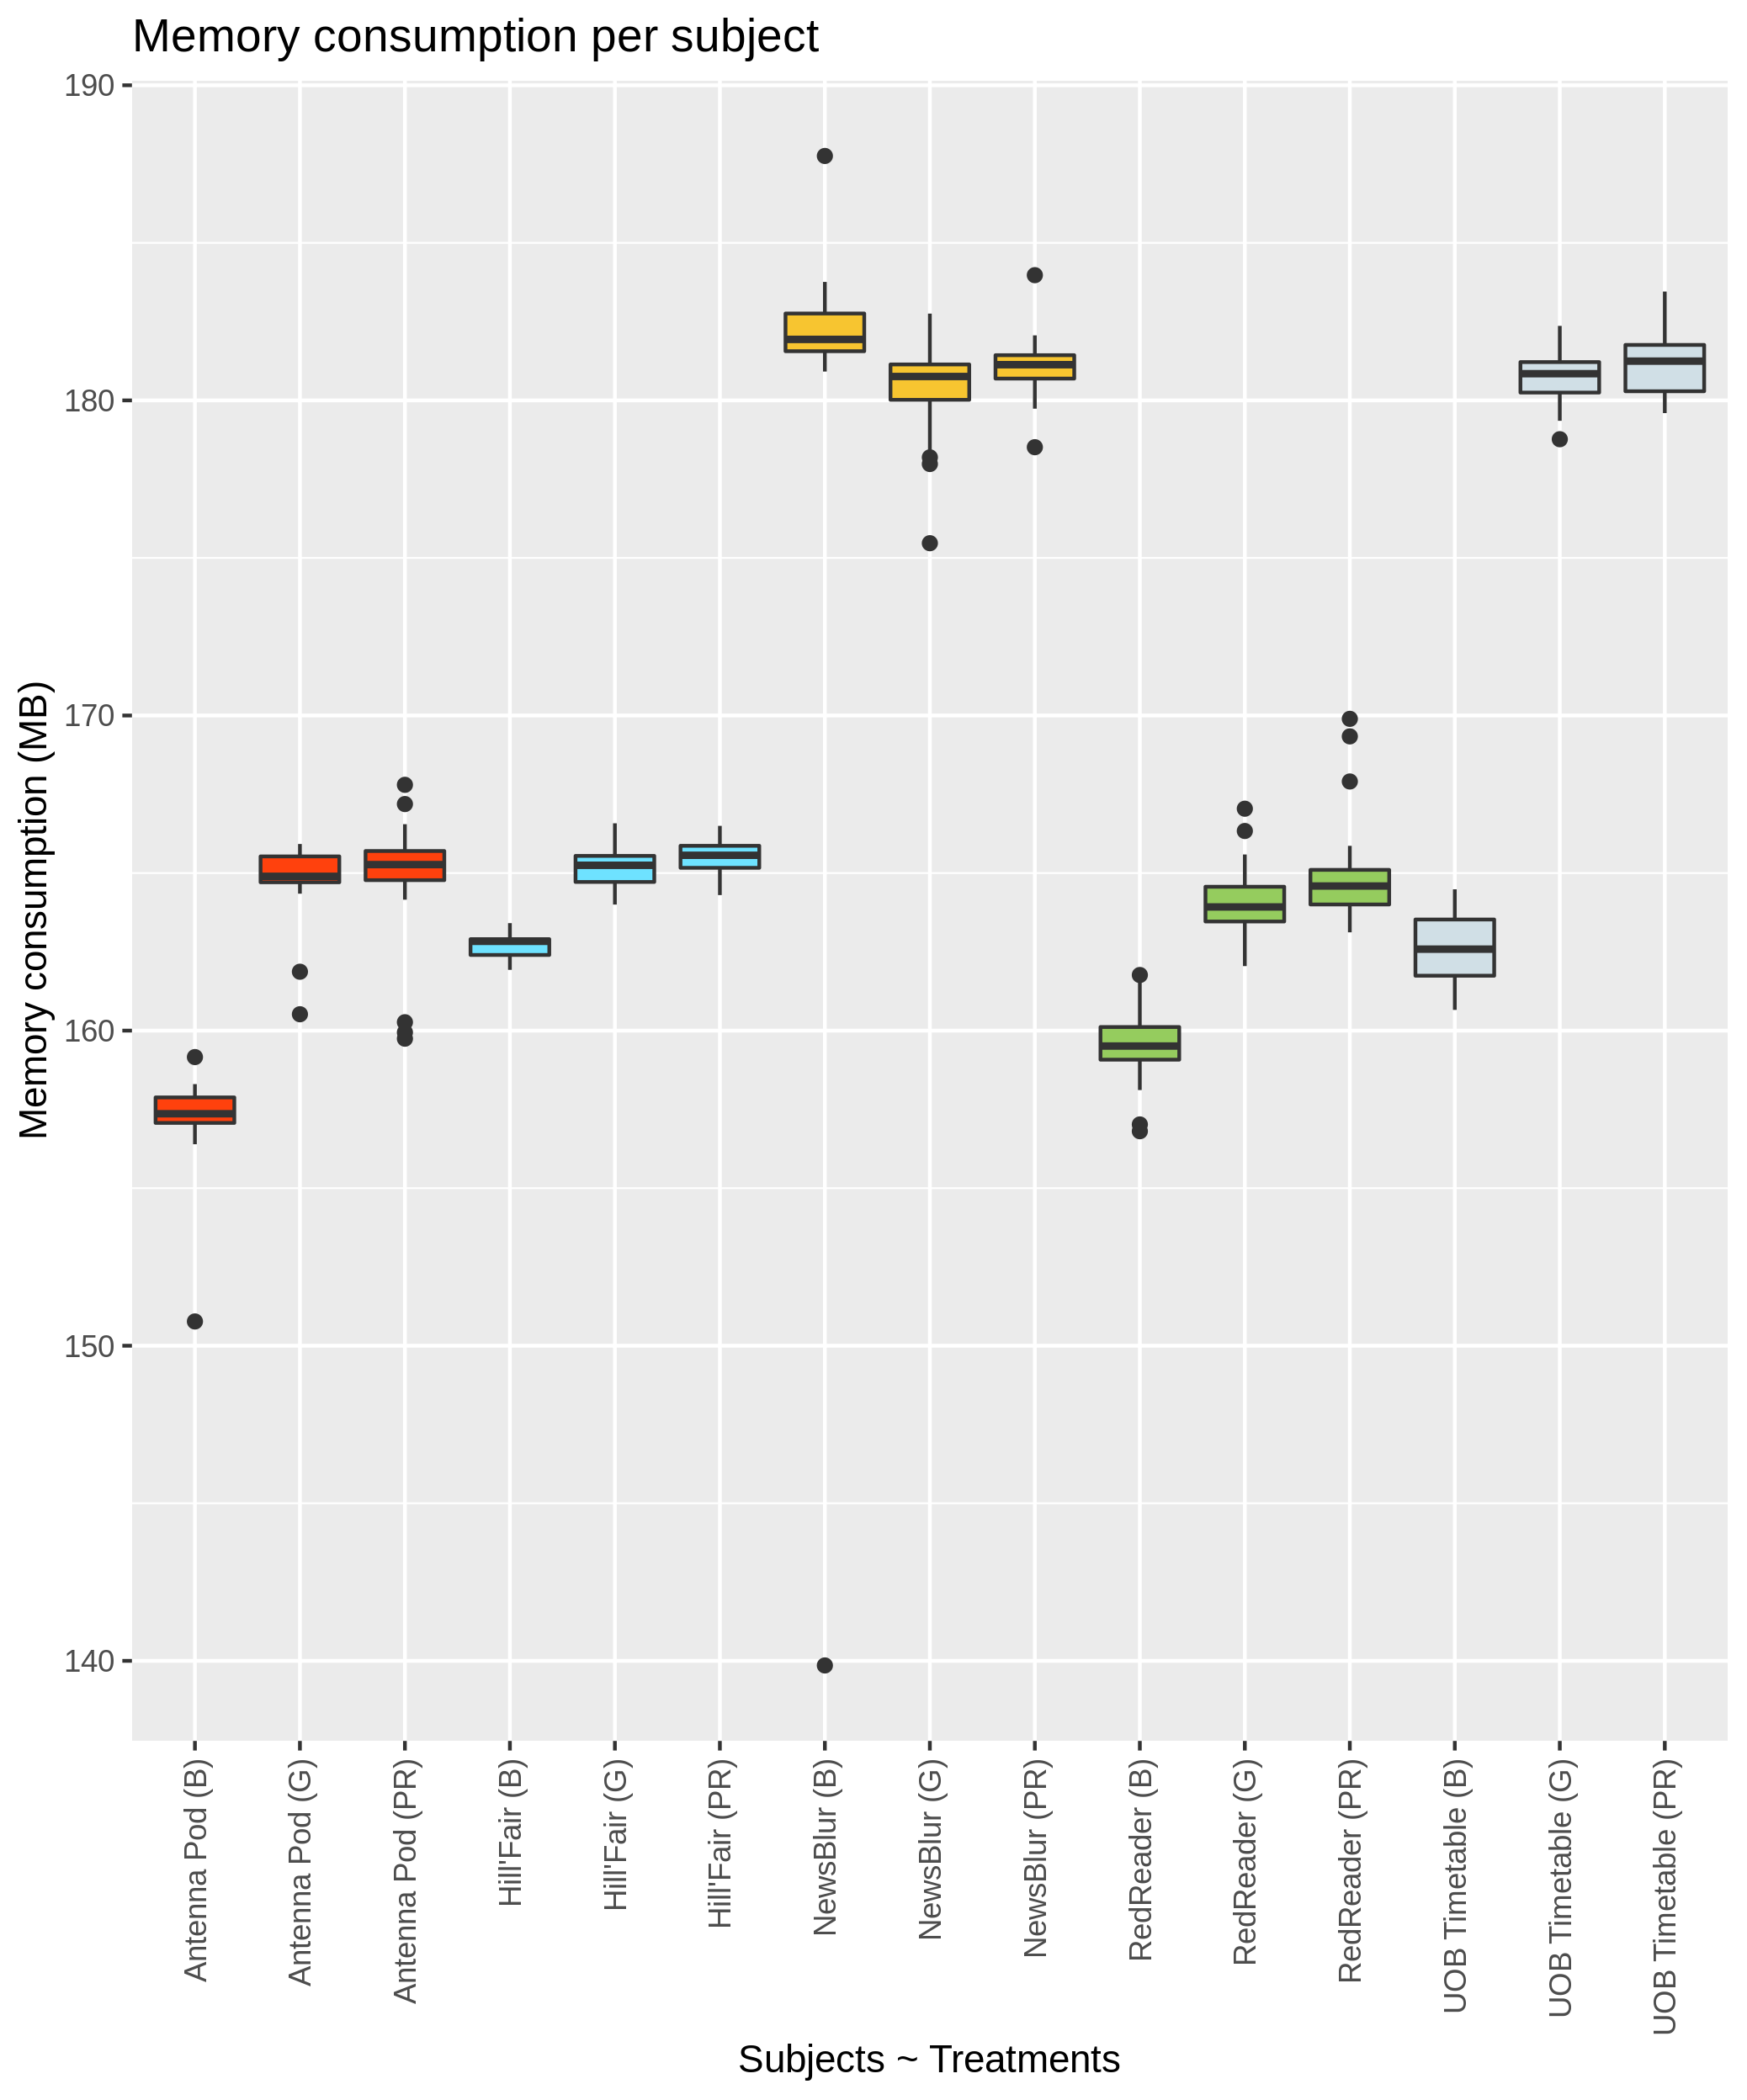 Memory consumption per subject
Memory consumption (MB)
190
180
170
160
150
140
Antenna Pod (B)
Antenna Pod (G)
Antenna Pod (PR)
Hill'Fair (B)
Hill'Fair (G)
Hill'Fair (PR)
NewsBlur (B)
NewsBlur (G)
NewsBlur (PR)
RedReader (B)
RedReader (G)
RedReader (PR)
UOB Timetable (B)
UOB Timetable (G)
UOB Timetable (PR)
Subjects ~ Treatments